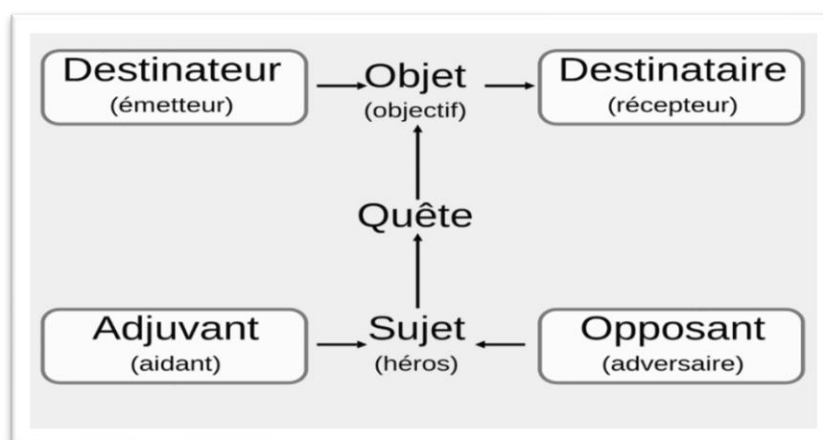 Destinateur
(émetteur)
Objet
(objectif)
Destinataire
(récepteur)
Quête
Adjuvant
(aidant)
Sujet
(héros)
Opposant
(adversaire)